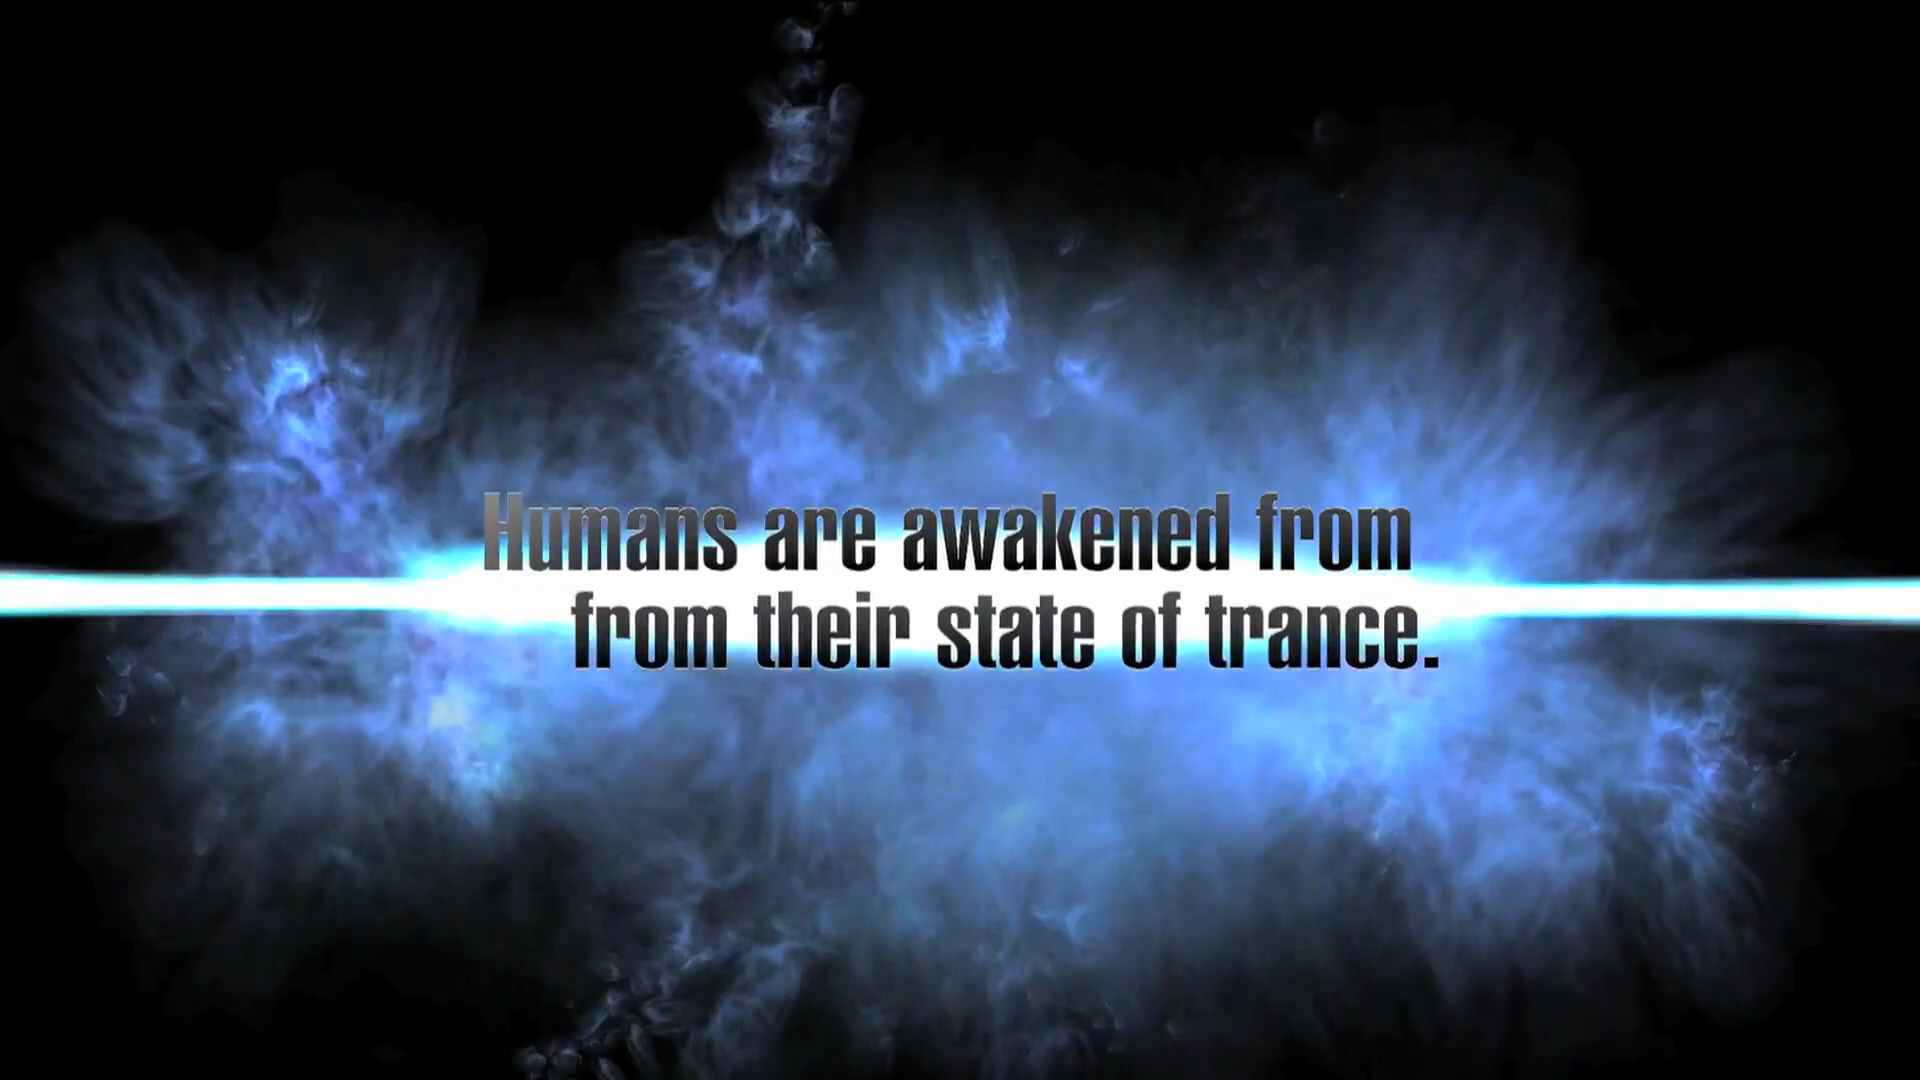 Humans are awakened from
from their state of trance.